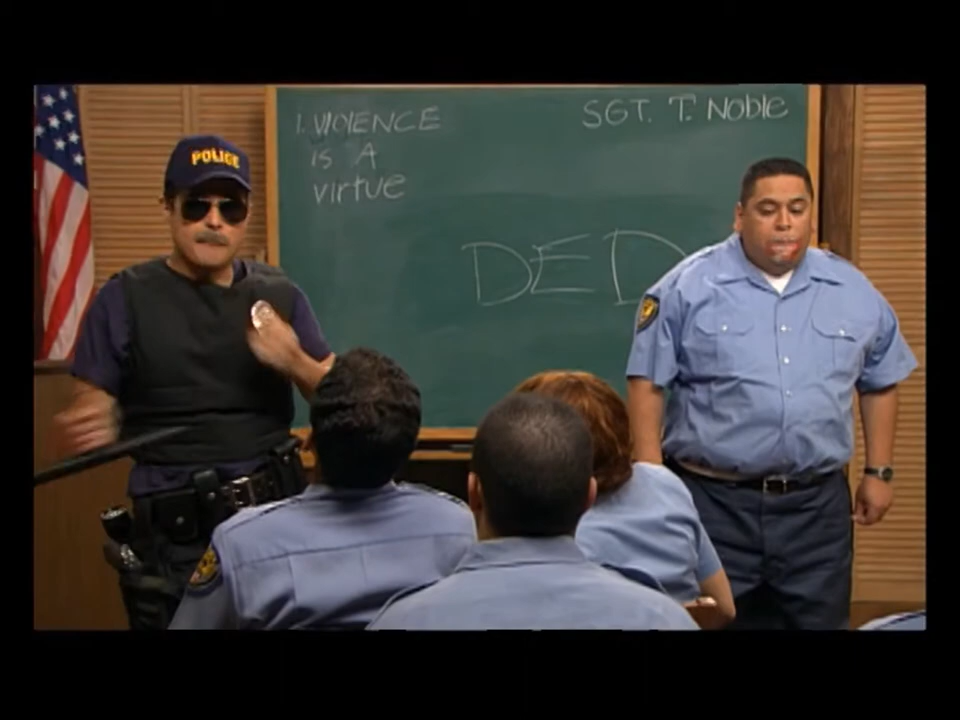 1. VIOLENCE
is A
virtue
SGT. T. Noble
DED
POLICE